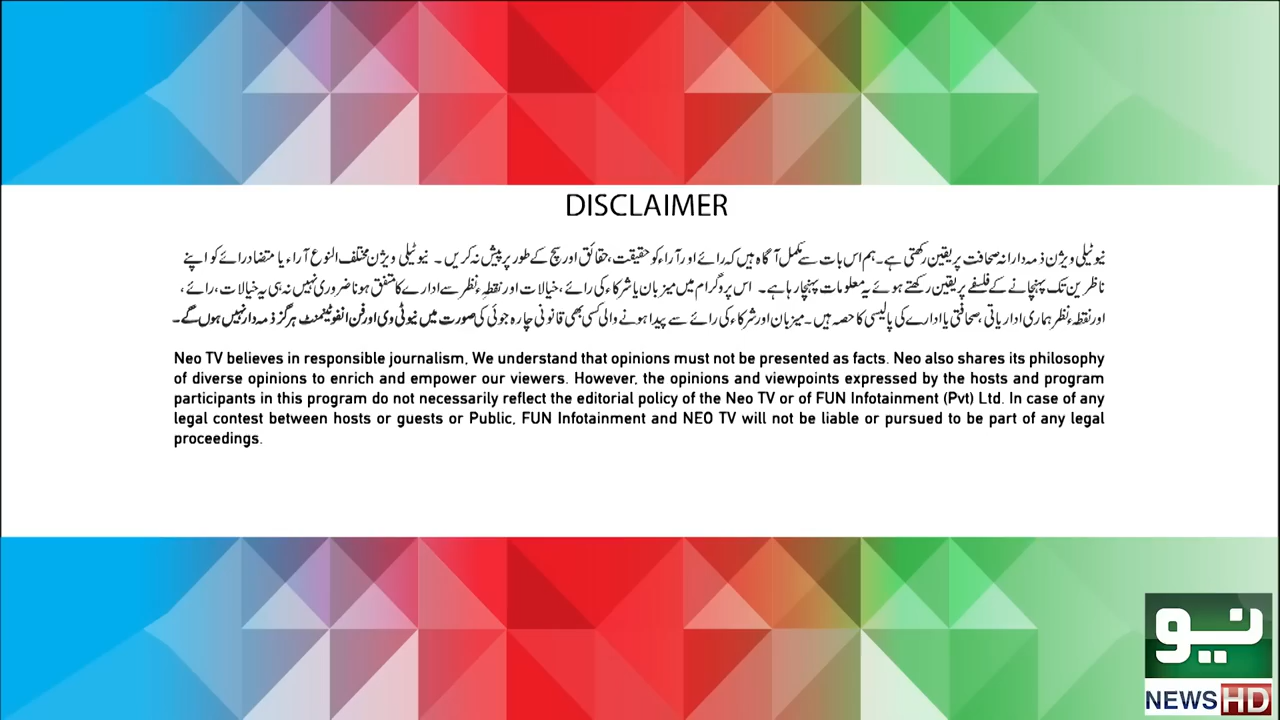 DISCLAIMER
نیو ٹیلی ویژن ذمہ دارانہ صحافت پر یقین رکھتی ہے۔ ہم اس بات سے مکمل آگاہ ہیں کہ رائے اور آراء کو حقیقت، حقائق اور سچ کے طور پر پیش نہ کریں ۔ نیو ٹیلی ویژن مختلف النوع آراء یا متضاد رائے کو اپنے
ناظرین تک پہنچانے کے فلسفے پر یقین رکھتے ہوئے یہ معلومات پہنچا رہا ہے۔ اس پروگرام میں میزبان یا شرکاء کی رائے، خیالات اور نقطہءِ نظر سے ادارے کا متفق ہونا ضروری نہیں نہ ہی یہ خیالات، رائے،
اور نقطہءِ نظر ہماری ادارتی، صحافتی یا ادارے کی پالیسی کا حصہ ہیں۔ میزبان اور شرکاء کی رائے سے پیدا ہونے والی کسی بھی قانونی چارہ جوئی کی صورت میں نیو ٹی وی اور فن انفوٹینمنٹ ہرگز ذمہ دار نہیں ہوں گے۔
Neo TV believes in responsible journalism, We understand that opinions must not be presented as facts. Neo also shares its philosophy
of diverse opinions to enrich and empower our viewers. However, the opinions and viewpoints expressed by the hosts and program
participants in this program do not necessarily reflect the editorial policy of the Neo TV or of FUN Infotainment (Pvt) Ltd. In case of any
legal contest between hosts or guests or Public, FUN Infotainment and NEO TV will not be liable or pursued to be part of any legal
proceedings.
نیو
NEWS HD